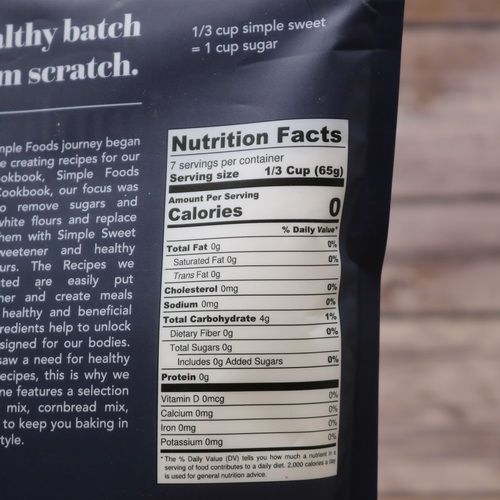 althy batch
m scratch.
1/3 cup simple sweet
= 1 cup sugar
mple Foods journey began
e creating recipes for our
okbook, Simple Foods
Cookbook, our focus was
o remove sugars and
white flours and replace
hem with Simple Sweet
weetener and healthy
urs. The Recipes we
ted are easily put
her and create meals
healthy and beneficial
redients help to unlock
signed for our bodies.
saw a need for healthy
ecipes, this is why we
ne features a selection
mix, cornbread mix,
to keep you baking in
tyle.
Nutrition Facts
7 servings per container
Serving size 1/3 Cup (65g)
Amount Per Serving
Calories 0
% Daily Value*
Total Fat 0g 0%
Saturated Fat 0g 0%
Trans Fat 0g
Cholesterol 0mg 0%
Sodium 0mg 0%
Total Carbohydrate 4g 1%
Dietary Fiber 0g 0%
Total Sugars 0g
Includes 0g Added Sugars 0%
Protein 0g
Vitamin D 0mcg 0%
Calcium 0mg 0%
Iron 0mg 0%
Potassium 0mg 0%
*The % Daily Value (DV) tells you how much a nutrient in a
serving of food contributes to a daily diet. 2,000 calories a day
is used for general nutrition advice.